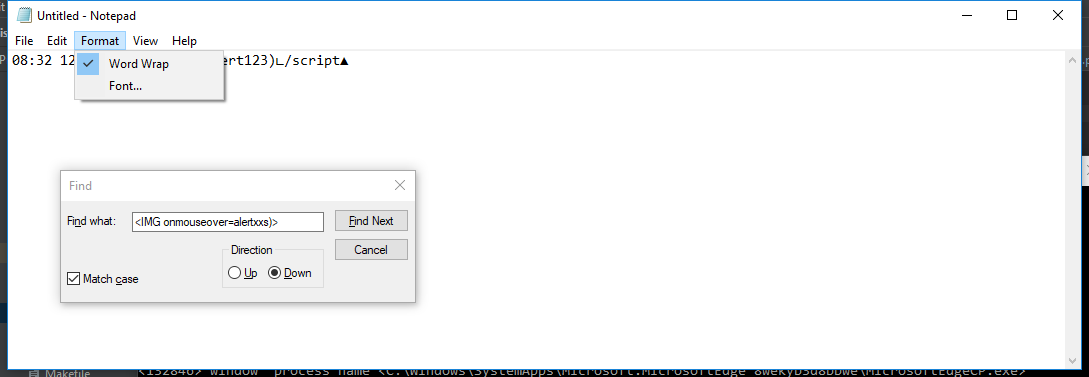 Untitled - Notepad
File Edit Format View Help
08:32 12 ert123)∟/script▲
Word Wrap
Font...
Find
Find what: <IMG onmouseover=alertxxs)> Find Next
Direction Cancel
Up Down
Match case
Makefile
<132846> window process name <C:\Windows\SystemApps\Microsoft.MicrosoftEdge_8wekyb3d8bbwe\MicrosoftEdgeCP.exe>